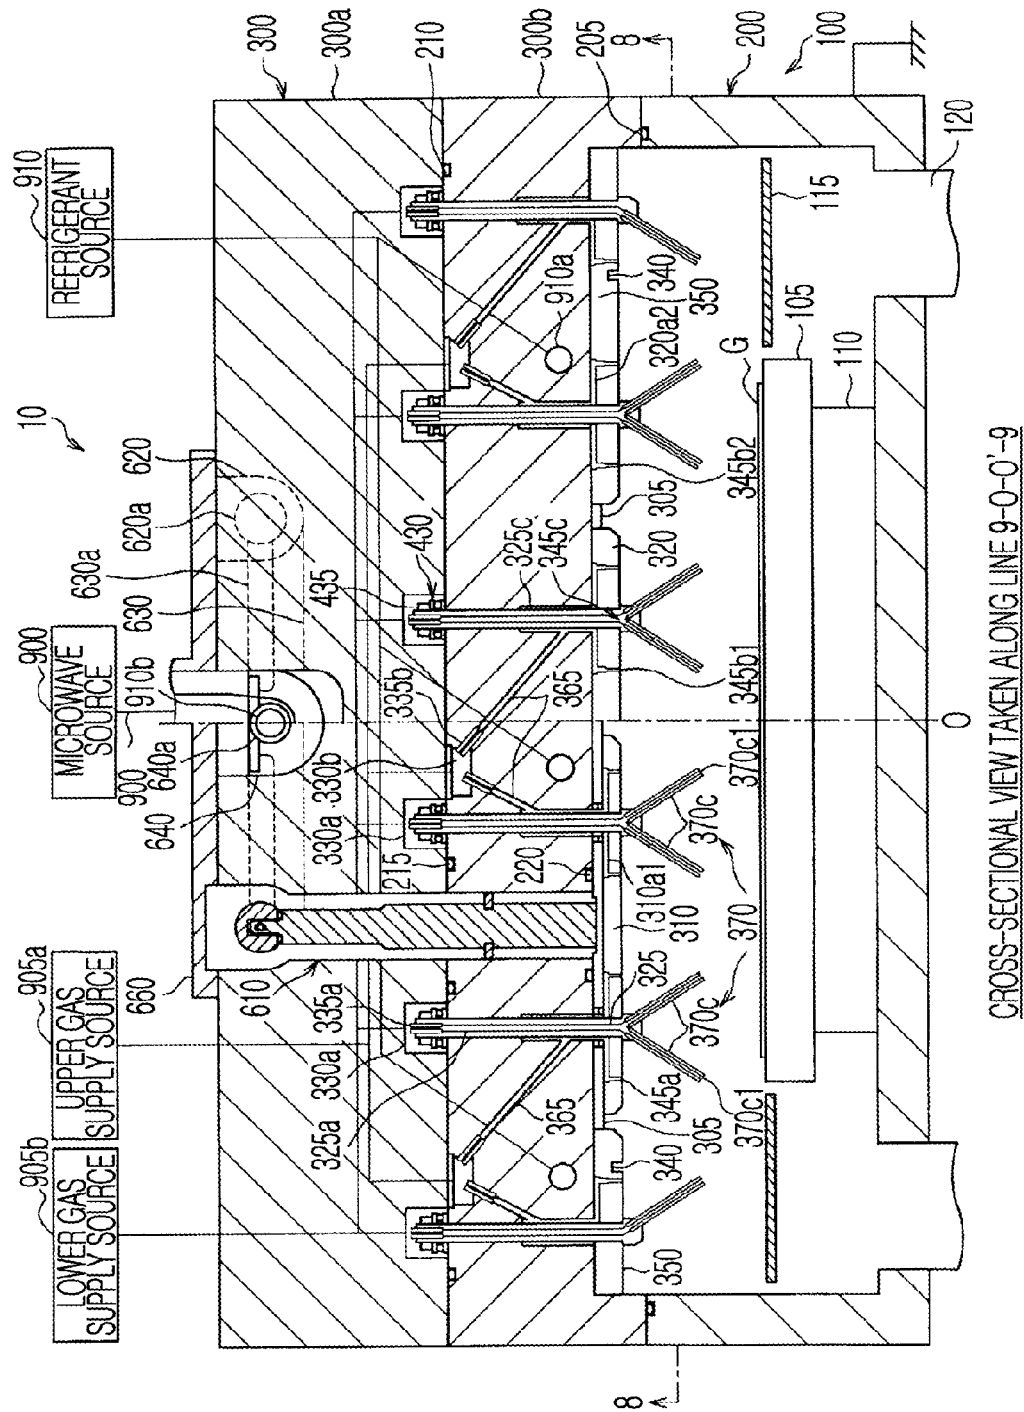 910
REFRIGERANT
SOURCE
900
MICROWAVE
SOURCE
905a
UPPER GAS
SUPPLY SOURCE
905b
LOWER GAS
SUPPLY SOURCE
10
300
300a
210
300b
8
205
200
100
120
115
105
110
G
340
350
320a2
910a
345b2
305
320
345b1
325c
345c
430
435
620
620a
630a
630
910b
900
640a
640
335b
330b
365
330a
215
220
660
610
335a
330a
325a
365
310a1
310
325
345a
305
340
350
370c1
370c
370
370c
370c1
O
8
CROSS-SECTIONAL VIEW TAKEN ALONG LINE 9-O-O'-9